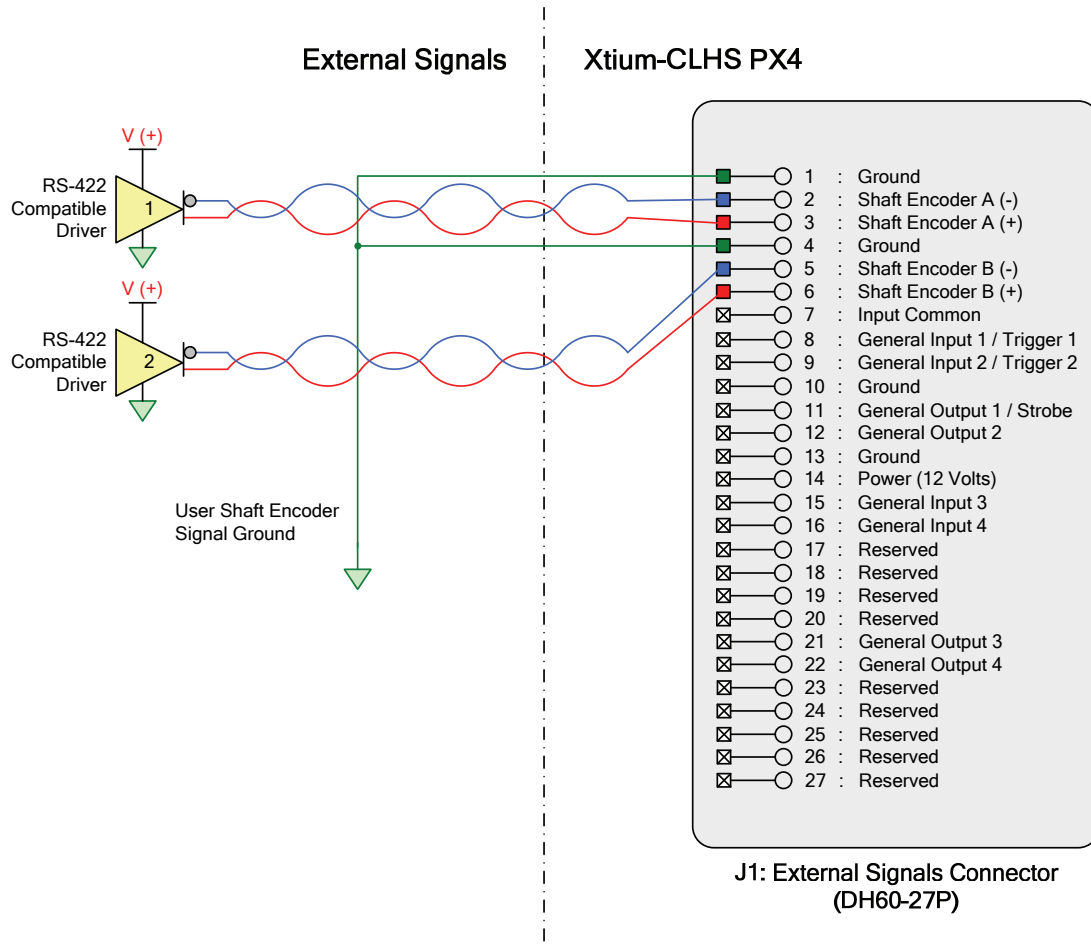 External Signals
Xtium-CLHS PX4
V (+)
RS-422
Compatible
Driver
1
V (+)
RS-422
Compatible
Driver
2
User Shaft Encoder
Signal Ground
1 : Ground
2 : Shaft Encoder A (-)
3 : Shaft Encoder A (+)
4 : Ground
5 : Shaft Encoder B (-)
6 : Shaft Encoder B (+)
7 : Input Common
8 : General Input 1 / Trigger 1
9 : General Input 2 / Trigger 2
10 : Ground
11 : General Output 1 / Strobe
12 : General Output 2
13 : Ground
14 : Power (12 Volts)
15 : General Input 3
16 : General Input 4
17 : Reserved
18 : Reserved
19 : Reserved
20 : Reserved
21 : General Output 3
22 : General Output 4
23 : Reserved
24 : Reserved
25 : Reserved
26 : Reserved
27 : Reserved
J1: External Signals Connector
(DH60-27P)